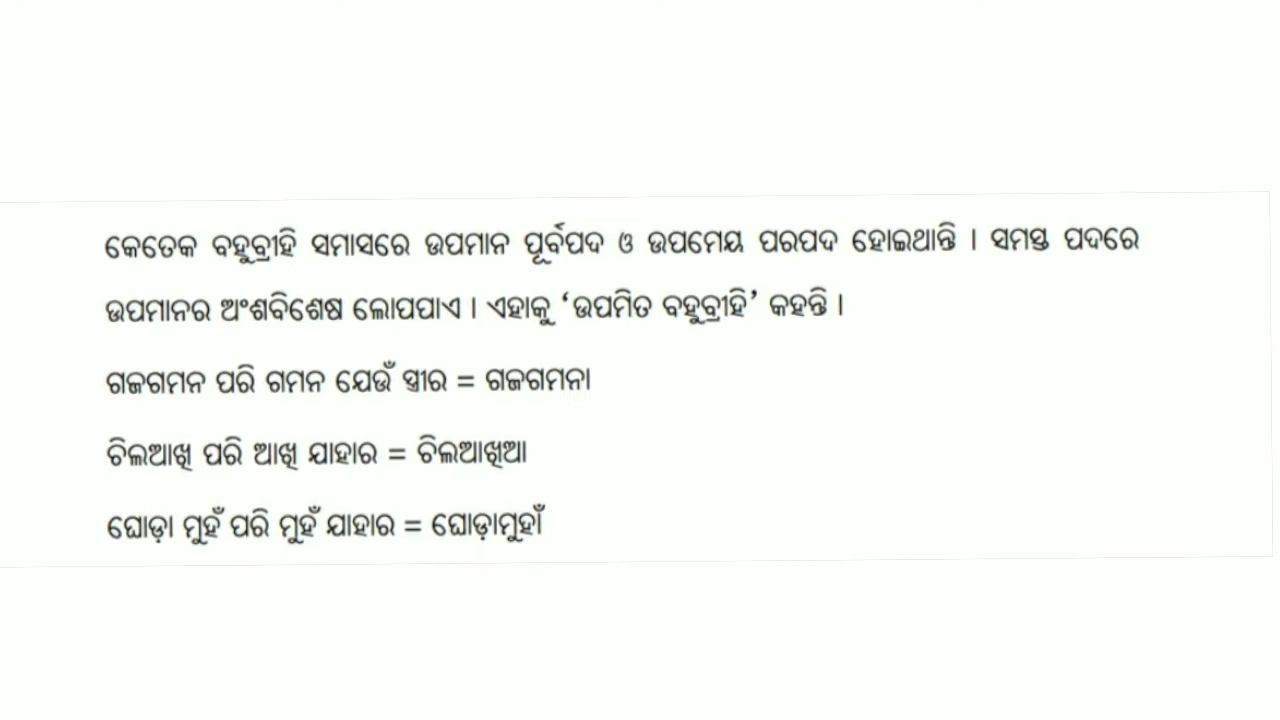 କେତେକ ବହୁବ୍ରୀହି ସମାସରେ ଉପମାନ ପୂର୍ବପଦ ଓ ଉପମେୟ ପରପଦ ହୋଇଥାନ୍ତି । ସମସ୍ତ ପଦରେ
ଉପମାନର ଅଂଶବିଶେଷ ଲୋପପାଏ । ଏହାକୁ ‘ଉପମିତ ବହୁବ୍ରୀହି’ କହନ୍ତି ।
ଗଜଗମନ ପରି ଗମନ ଯେଉଁ ସ୍ତ୍ରୀର = ଗଜଗମନା
ଚିଲଆଖି ପରି ଆଖି ଯାହାର = ଚିଲଆଖିଆ
ଘୋଡ଼ା ମୁହଁ ପରି ମୁହଁ ଯାହାର = ଘୋଡ଼ାମୁହାଁ